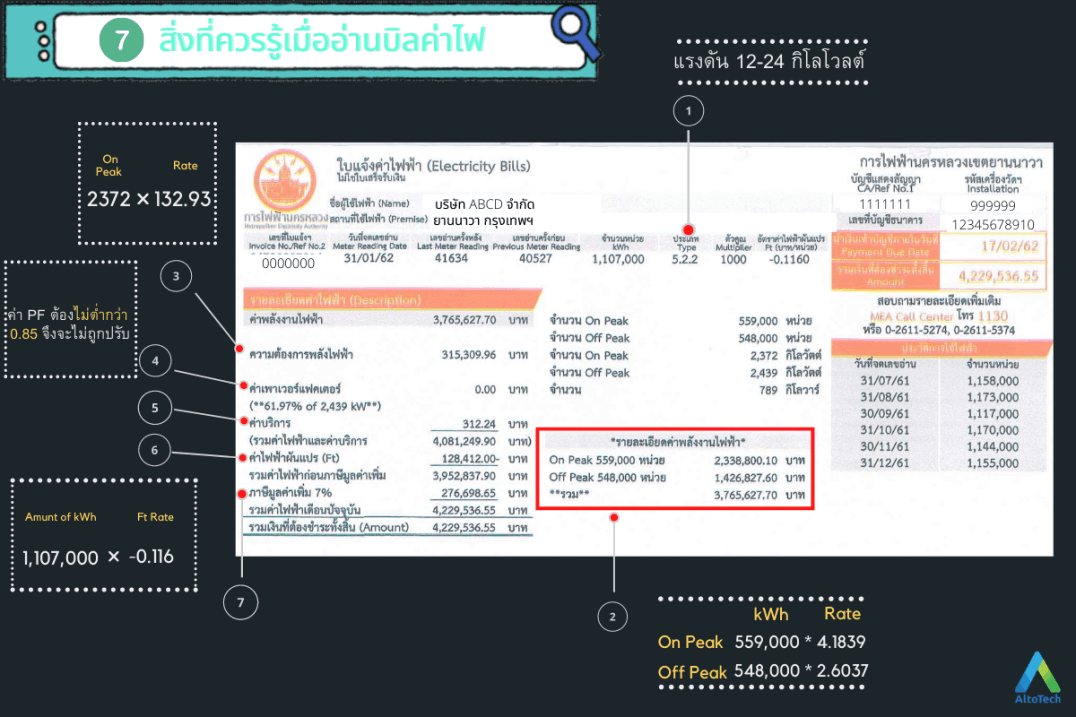 7 สิ่งที่ควรรู้เมื่ออ่านบิลค่าไฟ
แรงดัน 12-24 กิโลโวลต์
1
On Peak Rate
2372 × 132.93
3
ค่า PF ต้องไม่ต่ำกว่า
0.85 จึงจะไม่ถูกปรับ
4
5
6
Amunt of kWh Ft Rate
1,107,000 × -0.116
7
ใบแจ้งค่าไฟฟ้า (Electricity Bills)
ไม่ใช่ใบเสร็จรับเงิน
การไฟฟ้านครหลวง
Metropolitan Electricity Authority
ชื่อผู้ใช้ไฟฟ้า (Name) บริษัท ABCD จำกัด
สถานที่ใช้ไฟฟ้า (Premise) ยานนาวา กรุงเทพฯ
การไฟฟ้านครหลวงเขตยานนาวา
บัญชีแสดงสัญญา รหัสเครื่องวัดฯ
CA/Ref No.1 Installation
1111111 999999
เลขที่บัญชีธนาคาร 12345678910
เลขที่ใบแจ้งฯ วันที่จดเลขอ่าน เลขอ่านครั้งหลัง เลขอ่านครั้งก่อน จำนวนหน่วย ประเภท ตัวคูณ อัตราค่าไฟฟ้าผันแปร
Invoice No./Ref No.2 Meter Reading Date Last Meter Reading Previous Meter Reading kWh Type Multiplier Ft (บาท/หน่วย)
0000000 31/01/62 41634 40527 1,107,000 5.2.2 1000 -0.1160
Payment Due Date 17/02/62
รวมเงินที่ต้องชำระทั้งสิ้น
Amount 4,229,536.55
สอบถามรายละเอียดเพิ่มเติม
MEA Call Center โทร 1130
หรือ 0-2611-5274, 0-2611-5374
ประวัติการใช้ไฟฟ้า
วันที่จดเลขอ่าน จำนวนหน่วย
31/07/61 1,158,000
31/08/61 1,173,000
30/09/61 1,117,000
31/10/61 1,170,000
30/11/61 1,144,000
31/12/61 1,155,000
รายละเอียดค่าไฟฟ้า (Description)
ค่าพลังงานไฟฟ้า 3,765,627.70 บาท
ความต้องการพลังไฟฟ้า 315,309.96 บาท
ค่าเพาเวอร์แฟคเตอร์ 0.00 บาท
(**61.97% of 2,439 kW**)
ค่าบริการ 312.24 บาท
(รวมค่าไฟฟ้าและค่าบริการ 4,081,249.90 บาท)
ค่าไฟฟ้าผันแปร (Ft) 128,412.00- บาท
รวมค่าไฟฟ้าก่อนภาษีมูลค่าเพิ่ม 3,952,837.90 บาท
ภาษีมูลค่าเพิ่ม 7% 276,698.65 บาท
รวมค่าไฟฟ้าเดือนปัจจุบัน 4,229,536.55 บาท
รวมเงินที่ต้องชำระทั้งสิ้น (Amount) 4,229,536.55 บาท
จำนวน On Peak 559,000 หน่วย
จำนวน Off Peak 548,000 หน่วย
จำนวน On Peak 2,372 กิโลวัตต์
จำนวน Off Peak 2,439 กิโลวัตต์
จำนวน 789 กิโลวาร์
*รายละเอียดค่าพลังงานไฟฟ้า*
On Peak 559,000 หน่วย 2,338,800.10 บาท
Off Peak 548,000 หน่วย 1,426,827.60 บาท
**รวม** 3,765,627.70 บาท
2
kWh Rate
On Peak 559,000 * 4.1839
Off Peak 548,000 * 2.6037
AltoTech